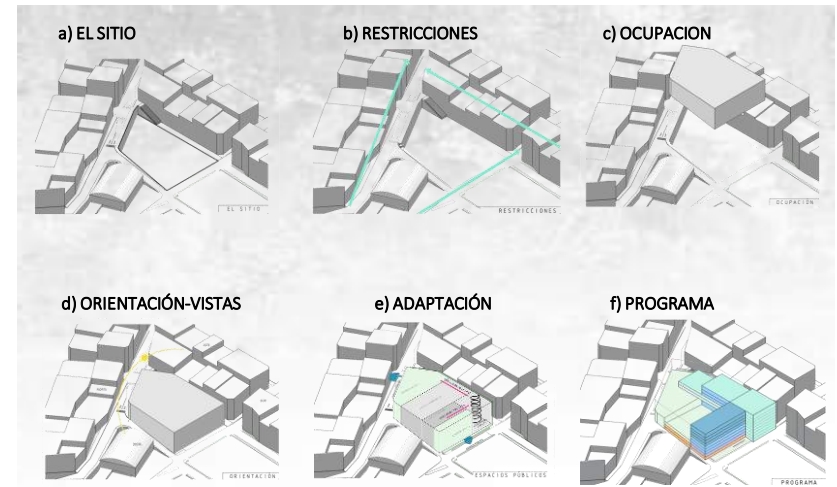 a) EL SITIO
b) RESTRICCIONES
c) OCUPACION
EL SITIO
RESTRICCIONES
OCUPACIÓN
d) ORIENTACIÓN-VISTAS
e) ADAPTACIÓN
f) PROGRAMA
ORIENTACIÓN
ESPACIOS PÚBLICOS
PROGRAMA